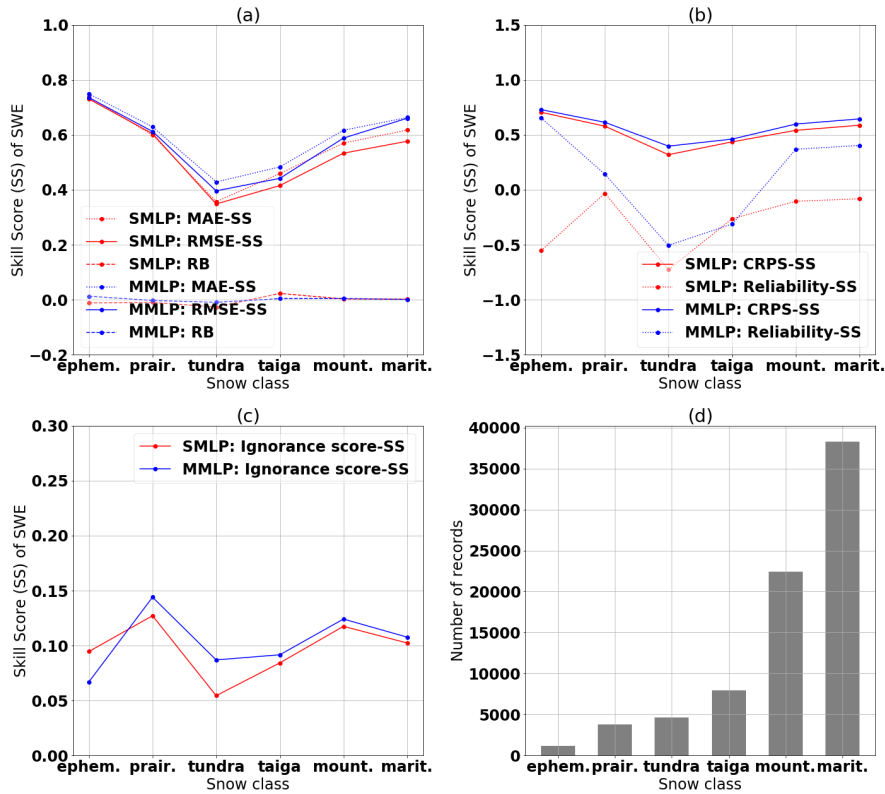 (a)
1.0
0.8
0.6
0.4
0.2
0.0
−0.2
Skill Score (SS) of SWE
SMLP: MAE-SS
SMLP: RMSE-SS
SMLP: RB
MMLP: MAE-SS
MMLP: RMSE-SS
MMLP: RB
ephem. prair. tundra taiga mount. marit.
Snow class
(b)
1.5
1.0
0.5
0.0
−0.5
−1.0
−1.5
Skill Score (SS) of SWE
SMLP: CRPS-SS
SMLP: Reliability-SS
MMLP: CRPS-SS
MMLP: Reliability-SS
ephem. prair. tundra taiga mount. marit.
Snow class
(c)
0.30
0.25
0.20
0.15
0.10
0.05
0.00
Skill Score (SS) of SWE
SMLP: Ignorance score-SS
MMLP: Ignorance score-SS
ephem. prair. tundra taiga mount. marit.
Snow class
(d)
40000
35000
30000
25000
20000
15000
10000
5000
0
Number of records
ephem. prair. tundra taiga mount. marit.
Snow class